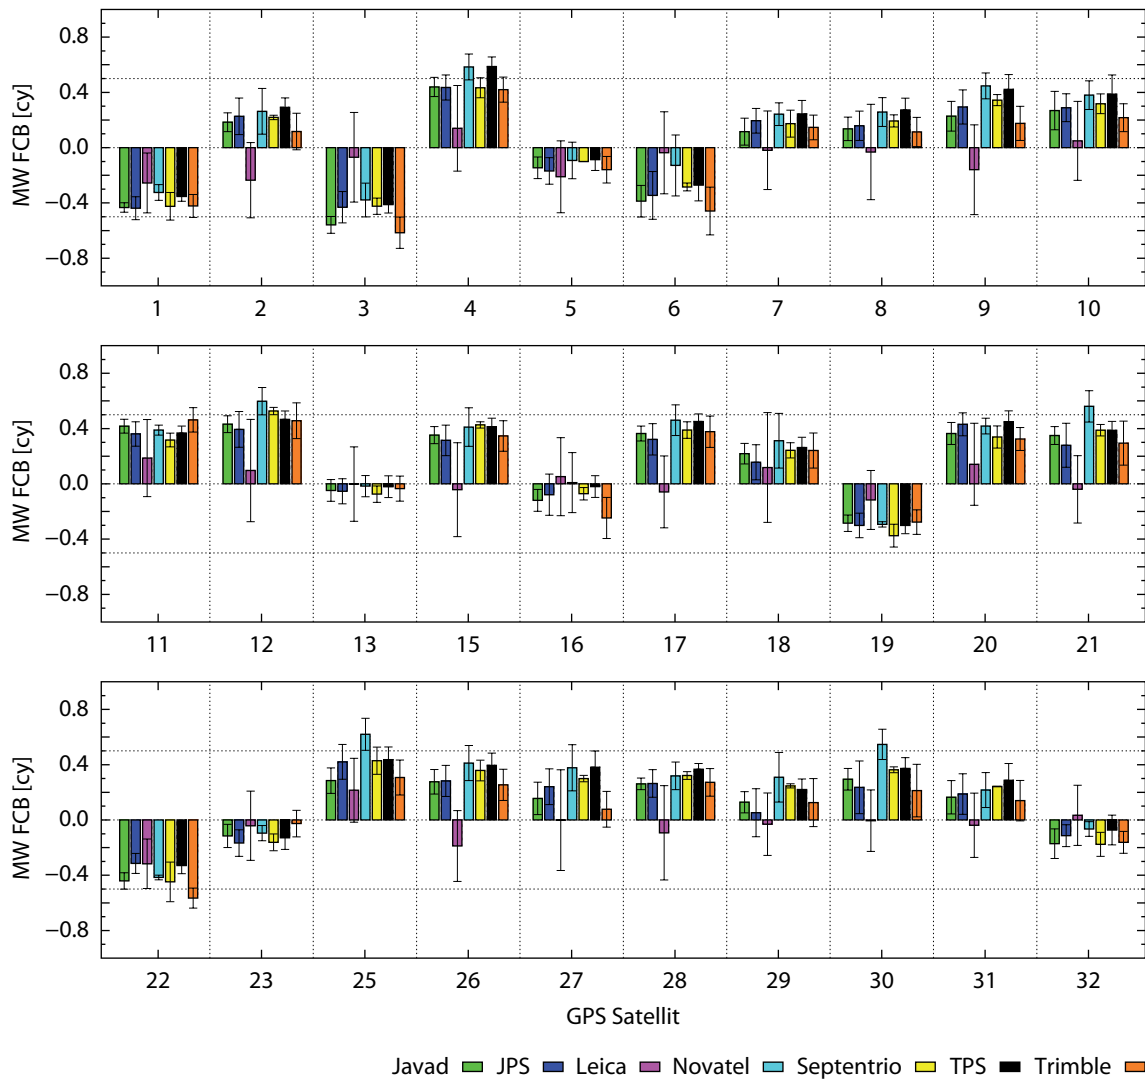 0.8
0.4
0.0
−0.4
−0.8
MW FCB [cy]
1 2 3 4 5 6 7 8 9 10
0.8
0.4
0.0
−0.4
−0.8
MW FCB [cy]
11 12 13 15 16 17 18 19 20 21
0.8
0.4
0.0
−0.4
−0.8
MW FCB [cy]
22 23 25 26 27 28 29 30 31 32
GPS Satellit
Javad JPS Leica Novatel Septentrio TPS Trimble